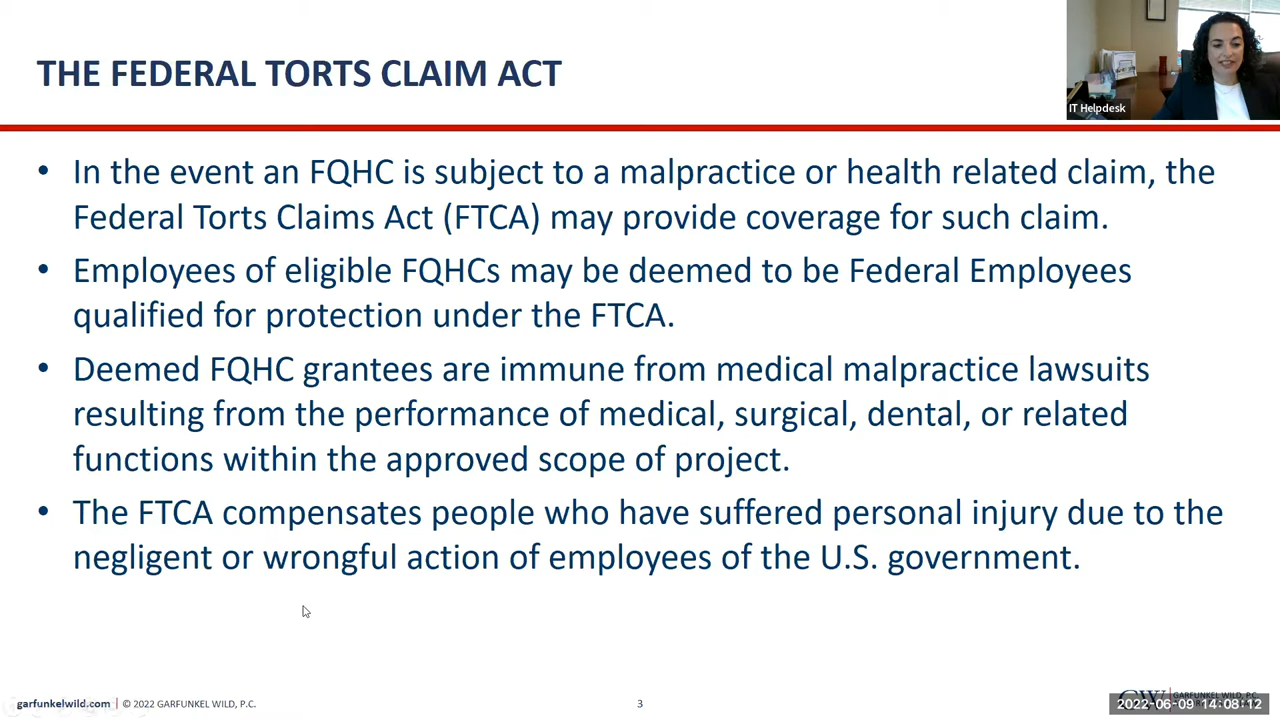 THE FEDERAL TORTS CLAIM ACT
IT Helpdesk
• In the event an FQHC is subject to a malpractice or health related claim, the
Federal Torts Claims Act (FTCA) may provide coverage for such claim.
• Employees of eligible FQHCs may be deemed to be Federal Employees
qualified for protection under the FTCA.
• Deemed FQHC grantees are immune from medical malpractice lawsuits
resulting from the performance of medical, surgical, dental, or related
functions within the approved scope of project.
• The FTCA compensates people who have suffered personal injury due to the
negligent or wrongful action of employees of the U.S. government.
garfunkelwild.com | © 2022 GARFUNKEL WILD, P.C.
3
GARFUNKEL WILD, P.C.
2022-06-09 14:08:12